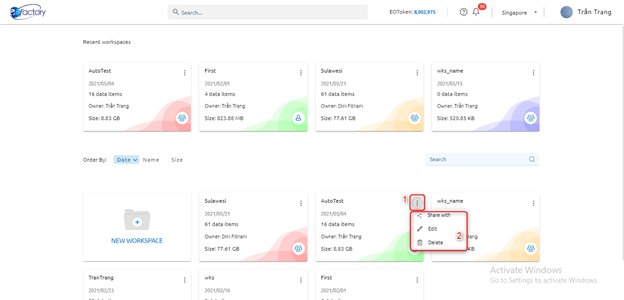 eofactory
Search...
EOToken: 8,002,975
Singapore
Trần Trang
Recent workspaces
AutoTest
2021/05/04
16 data items
Owner: Trần Trang
Size: 8.83 GB
First
2021/02/01
4 data items
Owner: Trần Trang
Size: 823.88 MB
Sulawesi
2021/05/21
61 data items
Owner: Dini Fitriani
Size: 77.61 GB
wks_name
2021/03/15
0 data items
Owner: Trần Trang
Size: 520.85 KB
Order By: Date Name Size
Search
NEW WORKSPACE
Sulawesi
2021/05/21
61 data items
Owner: Dini Fitriani
Size: 77.61 GB
AutoTest
2021/05/04
16 data items
Owner: Trần Trang
Size: 8.83 GB
1
Share with
Edit
Delete
2
wks_name
TranTrang
2021/02/23
wks
2021/02/18
First
2021/02/01
Activate Windows
Go to Settings to activate Windows.